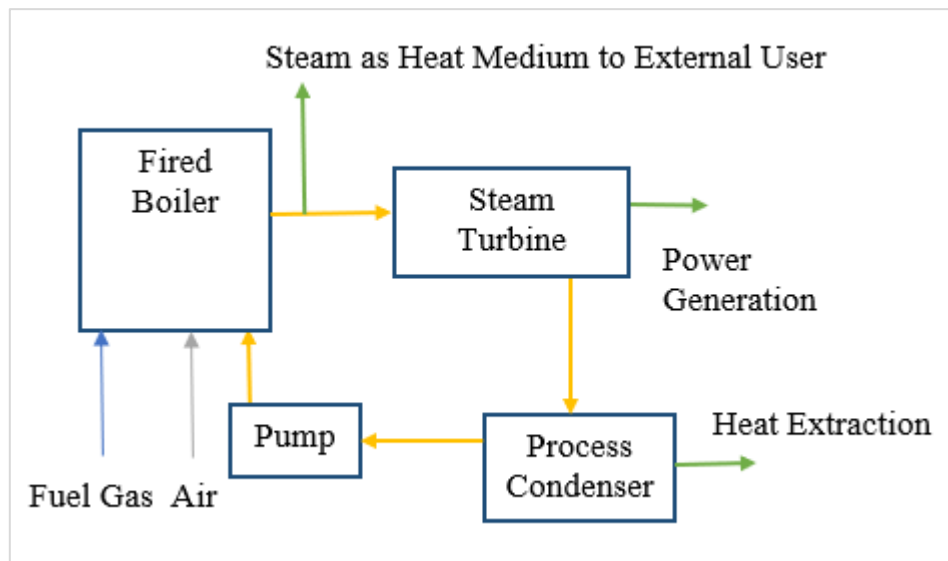 Steam as Heat Medium to External User
Fired
Boiler
Steam
Turbine
Power
Generation
Pump
Process
Condenser
Heat Extraction
Fuel Gas
Air